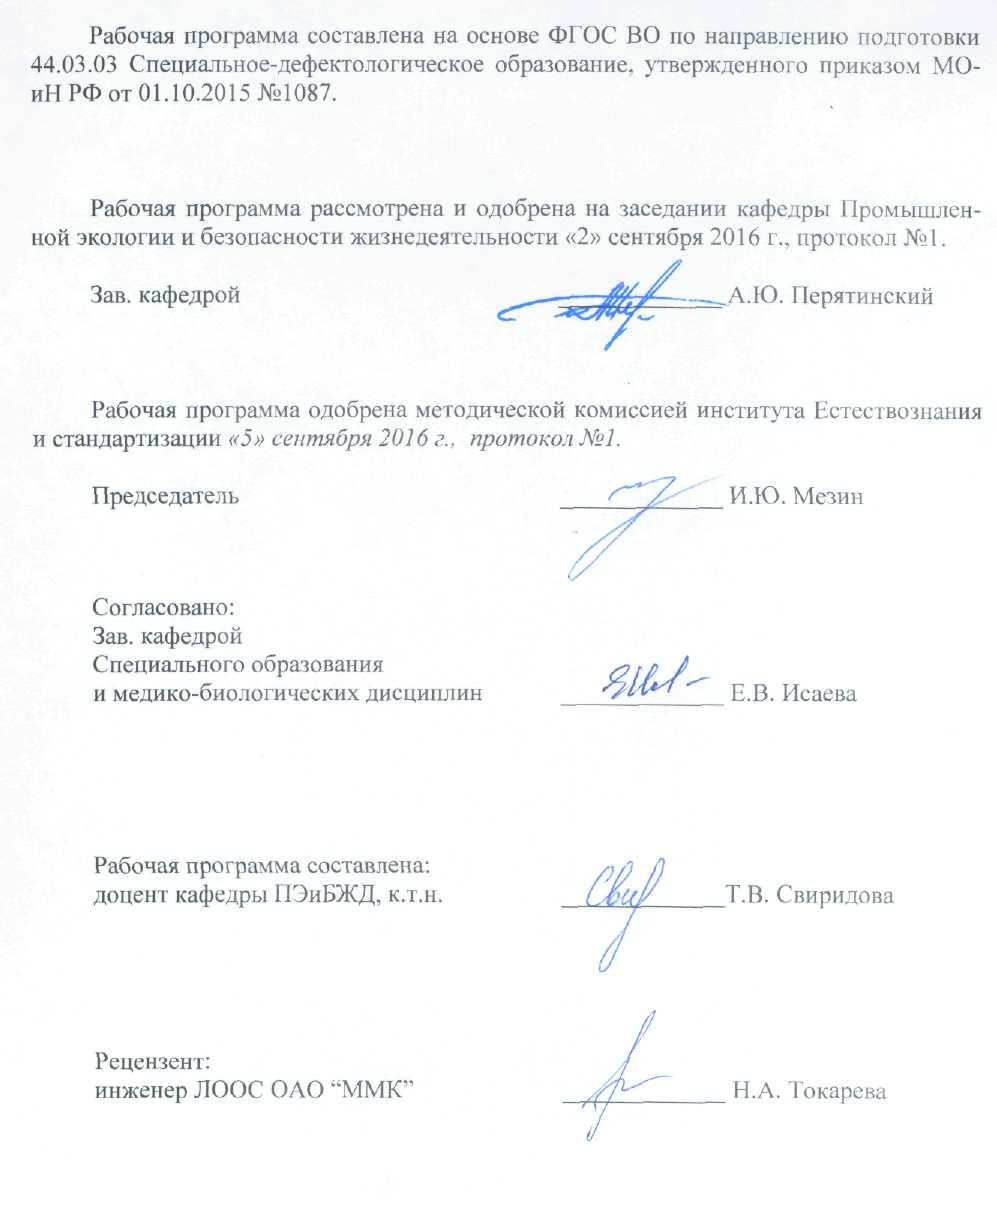 Рабочая программа составлена на основе ФГОС ВО по направлению подготовки
44.03.03 Специальное-дефектологическое образование, утвержденного приказом МО-
иН РФ от 01.10.2015 №1087.
Рабочая программа рассмотрена и одобрена на заседании кафедры Промышлен-
ной экологии и безопасности жизнедеятельности «2» сентября 2016 г., протокол №1.
Зав. кафедрой А.Ю. Перятинский
Рабочая программа одобрена методической комиссией института Естествознания
и стандартизации «5» сентября 2016 г., протокол №1.
Председатель И.Ю. Мезин
Согласовано:
Зав. кафедрой
Специального образования
и медико-биологических дисциплин Е.В. Исаева
Рабочая программа составлена:
доцент кафедры ПЭиБЖД, к.т.н. Т.В. Свиридова
Рецензент:
инженер ЛООС ОАО “ММК” Н.А. Токарева